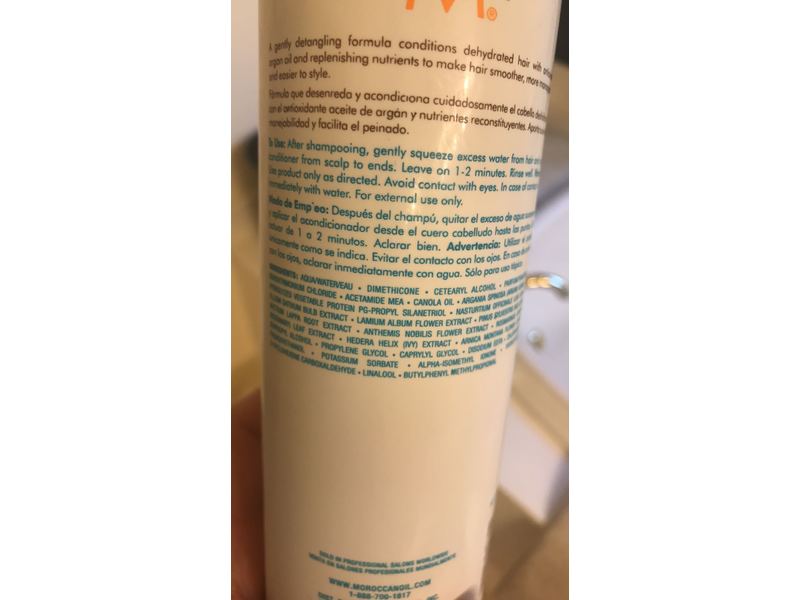 M®
A gently detangling formula conditions dehydrated hair with
argan oil and replenishing nutrients to make hair smoother, more
and easier to style.
Fórmula que desenreda y acondiciona cuidadosamente el cabello
con el antioxidante aceite de argán y nutrientes reconstituyentes.
manejabilidad y facilita el peinado.
To Use: After shampooing, gently squeeze excess water from hair
conditioner from scalp to ends. Leave on 1-2 minutes. Rinse well.
Use product only as directed. Avoid contact with eyes. In case of
immediately with water. For external use only.
Modo de Empleo: Después del champú, quitar el exceso de agua
y aplicar el acondicionador desde el cuero cabelludo hasta las
actuar de 1 a 2 minutos. Aclarar bien. Advertencia: Utilizar
únicamente como se indica. Evitar el contacto con los ojos. En caso de
con los ojos, aclarar inmediatamente con agua. Sólo para uso
INGREDIENTS: AQUA/WATER/EAU • DIMETHICONE • CETEARYL ALCOHOL •
CHLORIDE • ACETAMIDE MEA • CANOLA OIL • ARGANIA SPINOSA
VEGETABLE PROTEIN PG-PROPYL SILANETRIOL • NASTURTIUM OFFICINALE
SATIVUM BULB EXTRACT • LAMIUM ALBUM FLOWER EXTRACT • PINUS
LAPPA ROOT EXTRACT • ANTHEMIS NOBILIS FLOWER EXTRACT •
LEAF EXTRACT • HEDERA HELIX (IVY) EXTRACT • ARNICA MONTANA
ALCOHOL • PROPYLENE GLYCOL • CAPRYLYL GLYCOL • DISODIUM EDTA •
• POTASSIUM SORBATE • ALPHA-ISOMETHYL IONONE •
CARBOXALDEHYDE • LINALOOL • BUTYLPHENYL METHYLPROPIONAL
SOLD IN PROFESSIONAL SALONS WORLDWIDE
VENTA EN SALONES PROFESIONALES MUNDIALMENTE
WWW.MOROCCANOIL.COM
1-888-700-1817
INC.